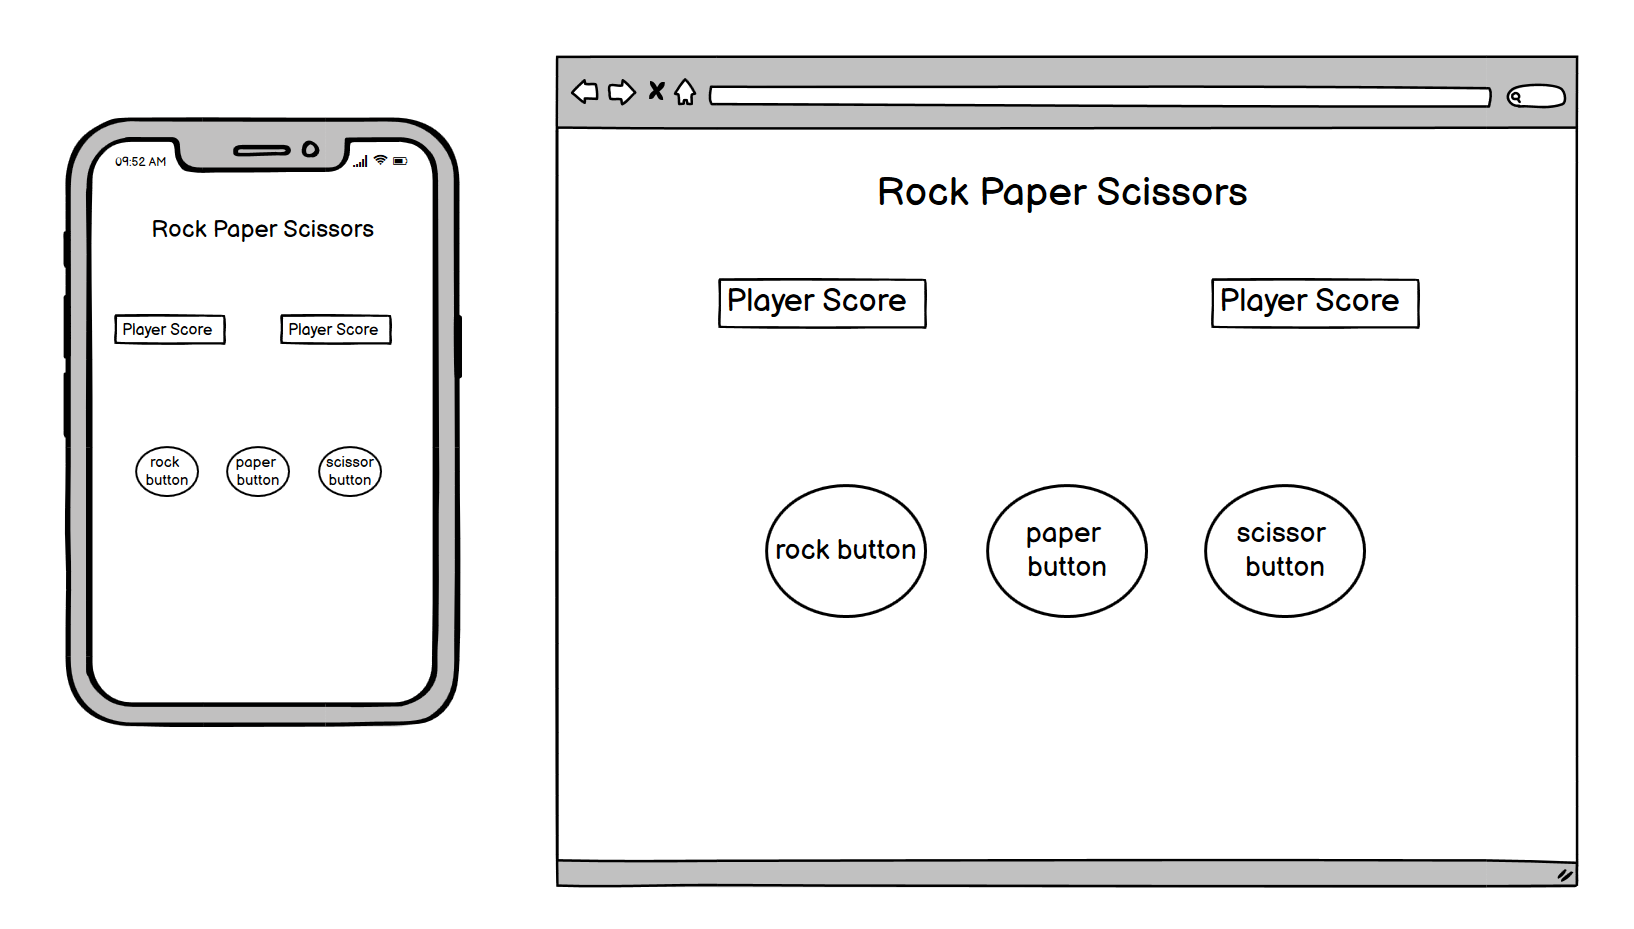 09:52 AM
Rock Paper Scissors
Player Score
Player Score
rock
button
paper
button
scissor
button
Rock Paper Scissors
Player Score
Player Score
rock button
paper
button
scissor
button